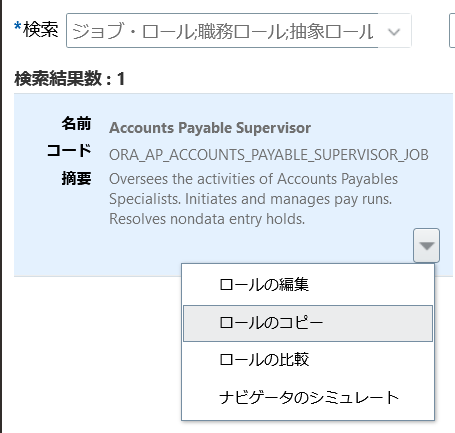 *検索 ジョブ・ロール;職務ロール;抽象ロール
検索結果数 : 1
名前 Accounts Payable Supervisor
コード ORA_AP_ACCOUNTS_PAYABLE_SUPERVISOR_JOB
摘要 Oversees the activities of Accounts Payables
Specialists. Initiates and manages pay runs.
Resolves nondata entry holds.
ロールの編集
ロールのコピー
ロールの比較
ナビゲータのシミュレート